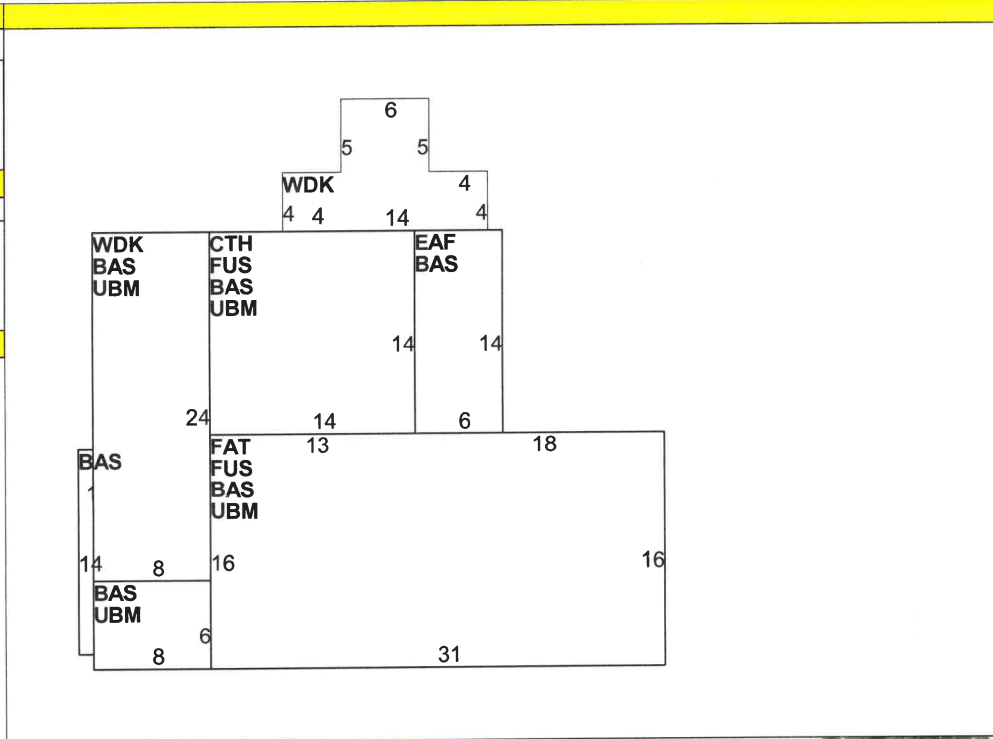 6
5 5
WDK 4
4 4 14 4
WDK
BAS
UBM
CTH
FUS
BAS
UBM
EAF
BAS
14 14
24 14 6
13 18
BAS
FAT
FUS
BAS
UBM
14 8 16 16
BAS
UBM
6
8 31